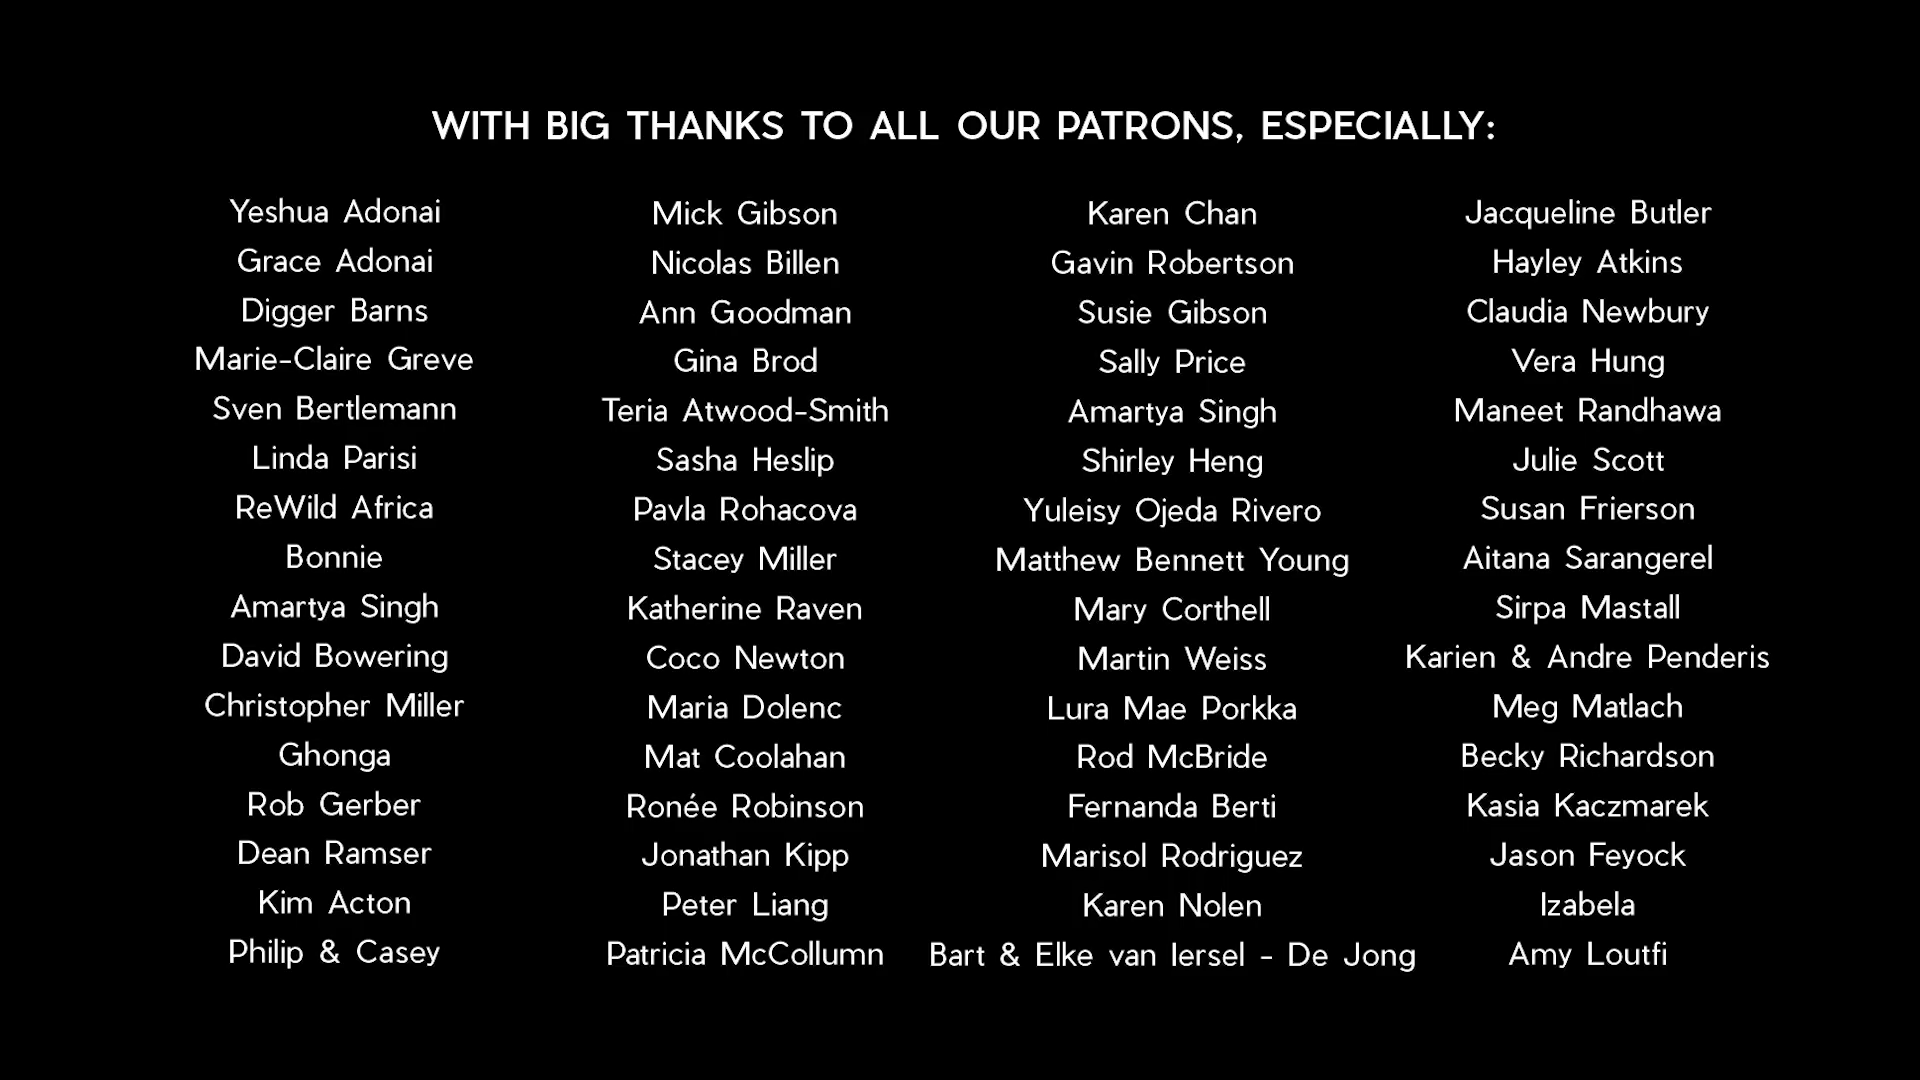 WITH BIG THANKS TO ALL OUR PATRONS, ESPECIALLY:
Yeshua Adonai
Grace Adonai
Digger Barns
Marie-Claire Greve
Sven Bertlemann
Linda Parisi
ReWild Africa
Bonnie
Amartya Singh
David Bowering
Christopher Miller
Ghonga
Rob Gerber
Dean Ramser
Kim Acton
Philip & Casey
Mick Gibson
Nicolas Billen
Ann Goodman
Gina Brod
Teria Atwood-Smith
Sasha Heslip
Pavla Rohacova
Stacey Miller
Katherine Raven
Coco Newton
Maria Dolenc
Mat Coolahan
Ronée Robinson
Jonathan Kipp
Peter Liang
Patricia McCollumn
Karen Chan
Gavin Robertson
Susie Gibson
Sally Price
Amartya Singh
Shirley Heng
Yuleisy Ojeda Rivero
Matthew Bennett Young
Mary Corthell
Martin Weiss
Lura Mae Porkka
Rod McBride
Fernanda Berti
Marisol Rodriguez
Karen Nolen
Bart & Elke van Iersel - De Jong
Jacqueline Butler
Hayley Atkins
Claudia Newbury
Vera Hung
Maneet Randhawa
Julie Scott
Susan Frierson
Aitana Sarangerel
Sirpa Mastall
Karien & Andre Penderis
Meg Matlach
Becky Richardson
Kasia Kaczmarek
Jason Feyock
Izabela
Amy Loutfi